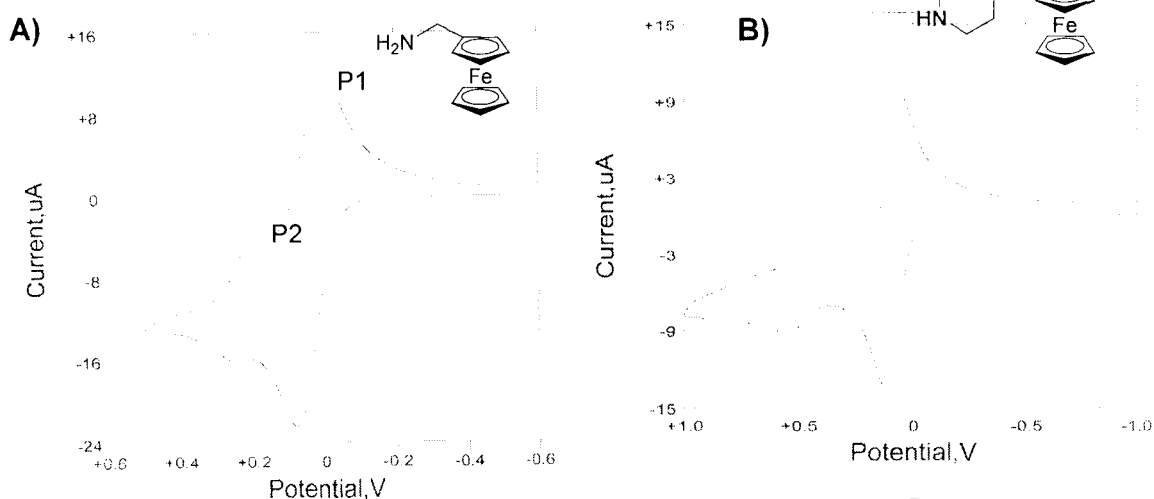 A)
+16
+8
0
-8
-16
-24
+0.6
+0.4
+0.2
0
-0.2
-0.4
-0.6
Current,uA
Potential,V
P1
P2
H₂N
Fe
B)
+15
+9
+3
-3
-9
-15
+1.0
+0.5
0
-0.5
-1.0
Current,uA
Potential,V
HN
Fe